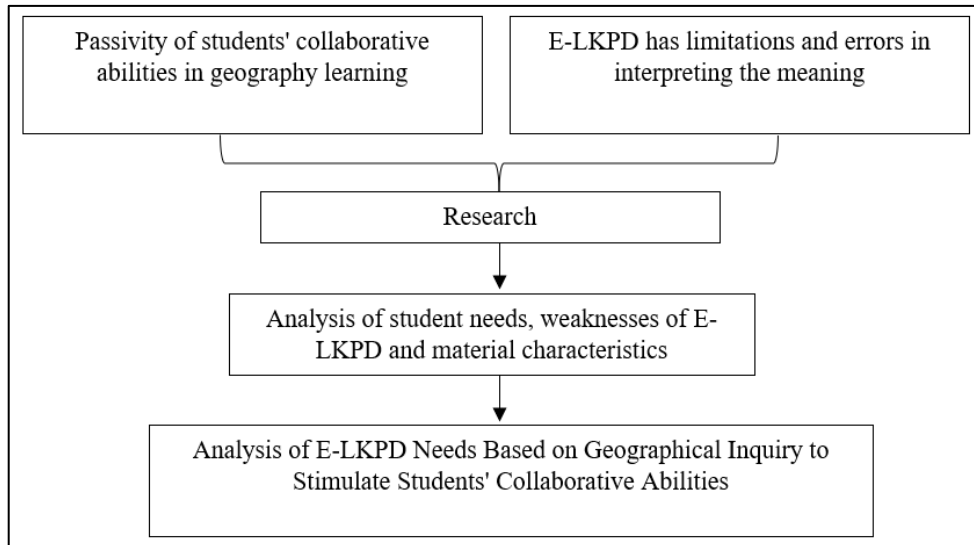 Passivity of students' collaborative
abilities in geography learning
E-LKPD has limitations and errors in
interpreting the meaning
Research
Analysis of student needs, weaknesses of E-
LKPD and material characteristics
Analysis of E-LKPD Needs Based on Geographical Inquiry to
Stimulate Students' Collaborative Abilities